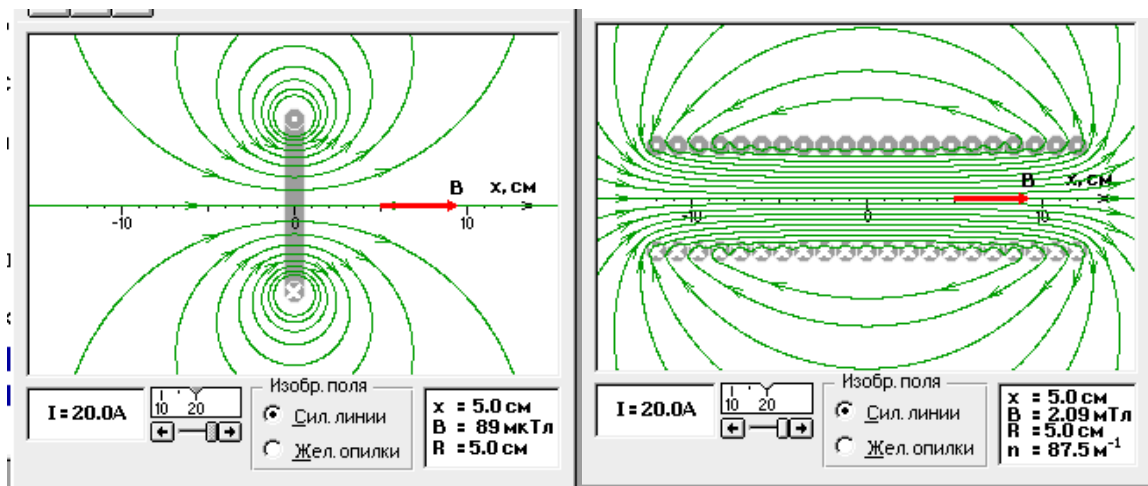 B x, см
-10 0 10
I = 20.0A
10 20
Изобр. поля
Сил. линии
Жел. опилки
x = 5.0 см
B = 89 мкТл
R = 5.0 см
B x, см
-10 0 10
I = 20.0A
10 20
Изобр. поля
Сил. линии
Жел. опилки
x = 5.0 см
B = 2.09 мТл
R = 5.0 см
n = 87.5 м⁻¹